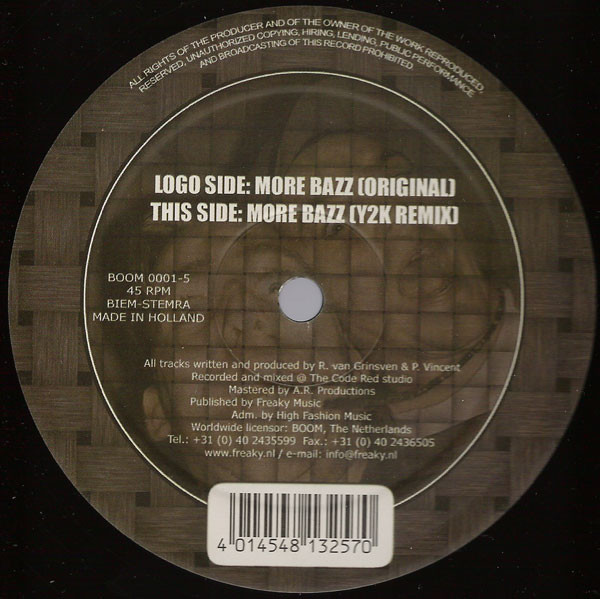 ALL RIGHTS OF THE PRODUCER AND OF THE OWNER OF THE WORK REPRODUCED,
RESERVED, UNAUTHORIZED COPYING, HIRING, LENDING, PUBLIC PERFORMANCE
AND BROADCASTING OF THIS RECORD PROHIBITED
LOGO SIDE: MORE BAZZ (ORIGINAL)
THIS SIDE: MORE BAZZ (Y2K REMIX)
BOOM 0001-5
45 RPM
BIEM-STEMRA
MADE IN HOLLAND
All tracks written and produced by R. van Grinsven & P. Vincent
Recorded and mixed @ The Code Red studio
Mastered by A.R. Productions
Published by Freaky Music
Adm. by High Fashion Music
Worldwide licensor: BOOM, The Netherlands
Tel.: +31 (0) 40 2435599 Fax.: +31 (0) 40 2436505
www.freaky.nl / e-mail: info@freaky.nl
4 014548 132570